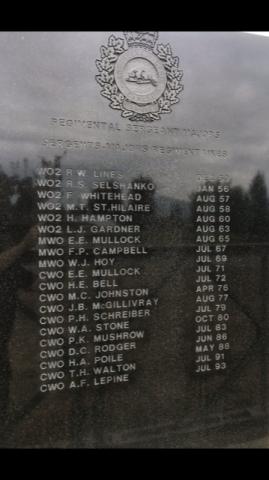 REGIMENTAL SERGEANT MAJORS
SERGENTS-MAJORS REGIMENTAIRES
WO2 R W. LINES DEC
WO2 R.S. SELSHANKO JAN 56
WO2 F. WHITEHEAD AUG 57
WO2 M.T. ST.HILAIRE AUG 58
WO2 H. HAMPTON AUG 60
WO2 L.J. GARDNER AUG 63
MWO E.E. MULLOCK AUG 65
MWO F.P. CAMPBELL JUL 67
MWO W.J. HOY JUL 69
CWO E.E. MULLOCK JUL 71
CWO H.E. BELL JUL 72
CWO M.C. JOHNSTON APR 76
CWO J.B. McGILLIVRAY AUG 77
CWO P.H. SCHREIBER JUL 79
CWO W.A. STONE OCT 80
CWO P.K. MUSHROW JUL 83
CWO D.C. RODGER JUN 86
CWO H.A. POILE MAY 88
CWO T.H. WALTON JUL 91
CWO A.F. LEPINE JUL 93